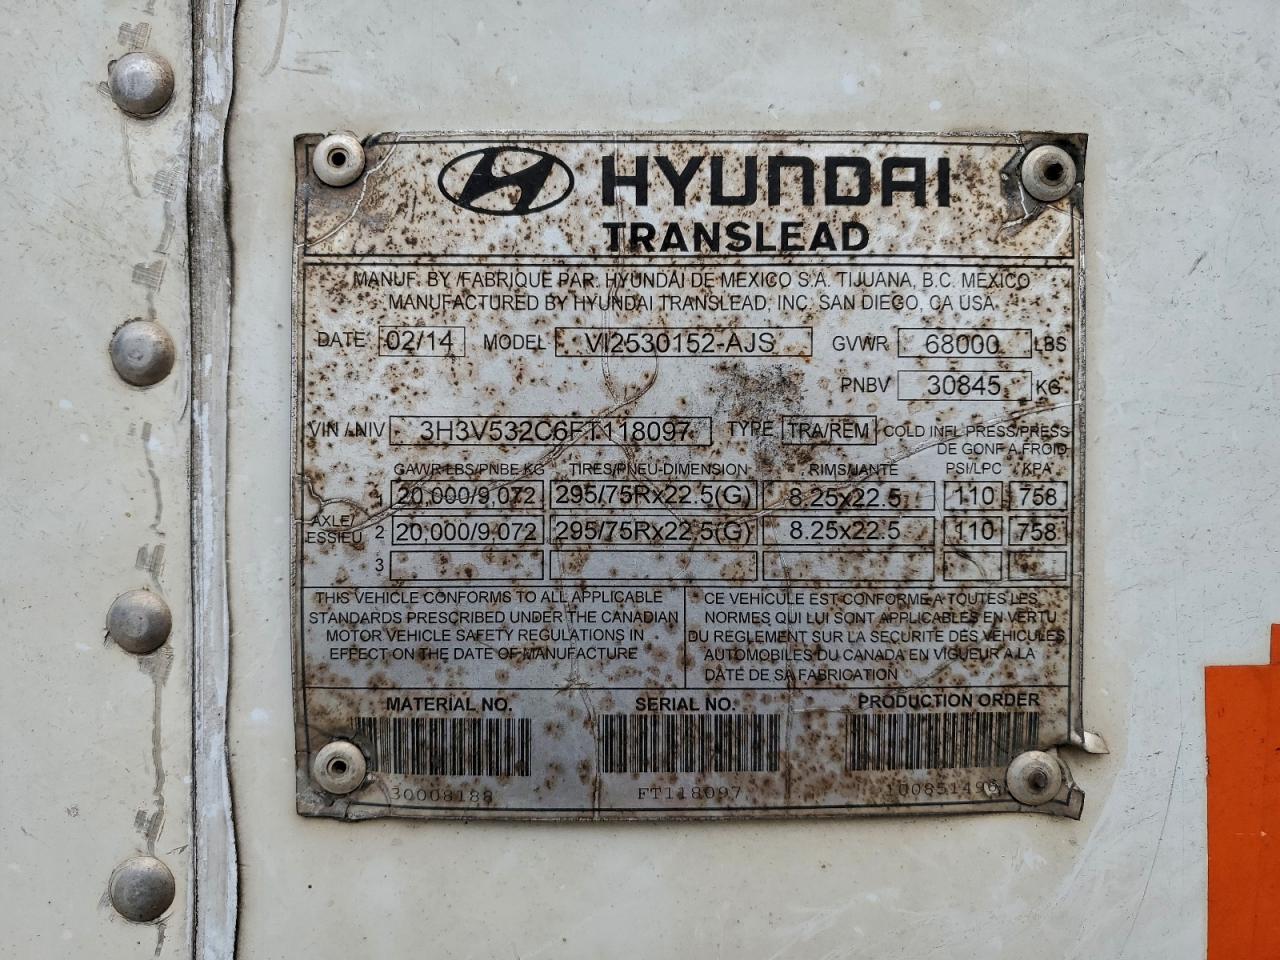 HYUNDAI
TRANSLEAD
MANUF. BY /FABRIQUE PAR: HYUNDAI DE MEXICO S.A. TIJUANA, B.C. MEXICO
MANUFACTURED BY HYUNDAI TRANSLEAD, INC. SAN DIEGO, CA USA.
DATE 02/14 MODEL VI2530152-AJS GVWR 68000 LBS
PNBV 30845 KG
VIN / NIV 3H3V532C6FT118097 TYPE TRA/REM COLD INFL PRESS/PRESS
DE GONF A FROID
GAWR LBS/PNBE KG TIRES/PNEU-DIMENSION RIMS/JANTE PSI/LPC KPA
1 20,000/9,072 295/75Rx22.5(G) 8.25x22.5 110 758
AXLE/
ESSIEU 2 20,000/9,072 295/75Rx22.5(G) 8.25x22.5 110 758
3
THIS VEHICLE CONFORMS TO ALL APPLICABLE
STANDARDS PRESCRIBED UNDER THE CANADIAN
MOTOR VEHICLE SAFETY REGULATIONS IN
EFFECT ON THE DATE OF MANUFACTURE
CE VEHICULE EST CONFORME A TOUTES LES
NORMES QUI LUI SONT APPLICABLES EN VERTU
DU REGLEMENT SUR LA SECURITE DES VEHICULES
AUTOMOBILES DU CANADA EN VIGUEUR A LA
DATE DE SA FABRICATION
MATERIAL NO. SERIAL NO. PRODUCTION ORDER
30008188 FT118097